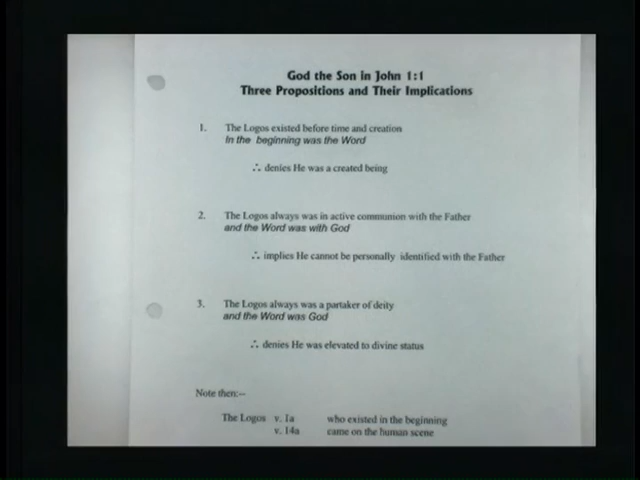 God the Son in John 1:1
Three Propositions and Their Implications
1. The Logos existed before time and creation
In the beginning was the Word
∴ denies He was a created being
2. The Logos always was in active communion with the Father
and the Word was with God
∴ implies He cannot be personally identified with the Father
3. The Logos always was a partaker of deity
and the Word was God
∴ denies He was elevated to divine status
Note then:--
The Logos v. 1a who existed in the beginning
v. 14a came on the human scene